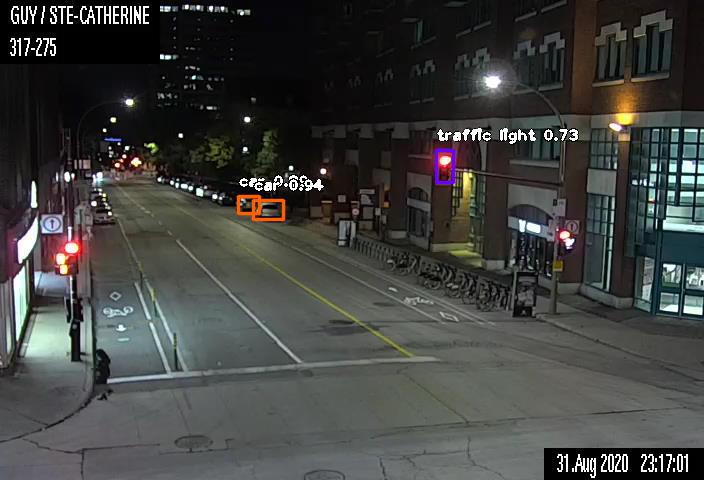 GUY / STE-CATHERINE
317-275
traffic light 0.73
car 0.94
31.Aug 2020 23:17:01